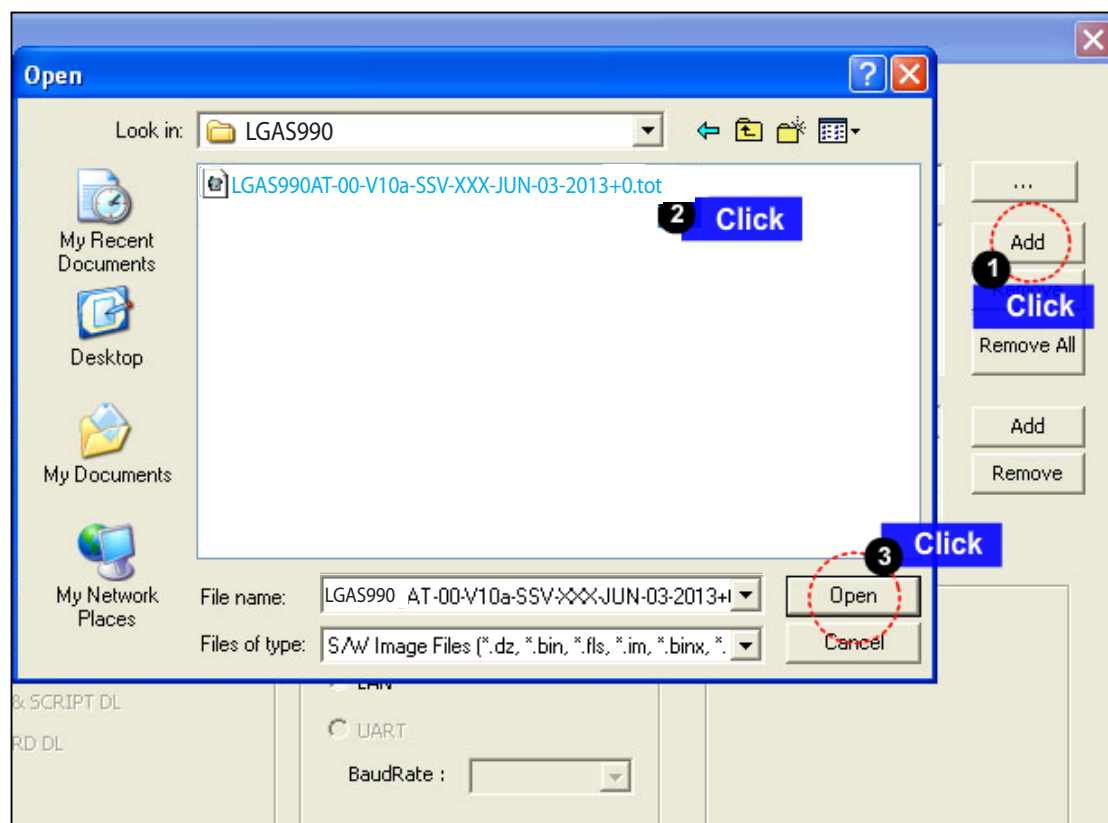 Open
Look in: LGAS990
LGAS990AT-00-V10a-SSV-XXX-JUN-03-2013+0.tot
2 Click
...
Add
1
Remove
Click
Remove All
My Recent
Documents
Desktop
My Documents
My Network
Places
Add
Remove
3 Click
File name: LGAS990_AT-00-V10a-SSV-XXX-JUN-03-2013+
Open
Files of type: S/W Image Files (*.dz, *.bin, *.fls, *.im, *.binx, *.
Cancel
& SCRIPT DL
LAN
RD DL
UART
BaudRate :